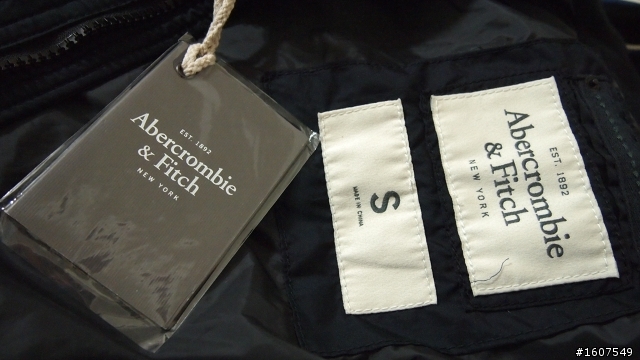 EST. 1892
Abercrombie
& Fitch
NEW YORK
S
MADE IN CHINA
EST. 1892
Abercrombie
& Fitch
NEW YORK
#1607549